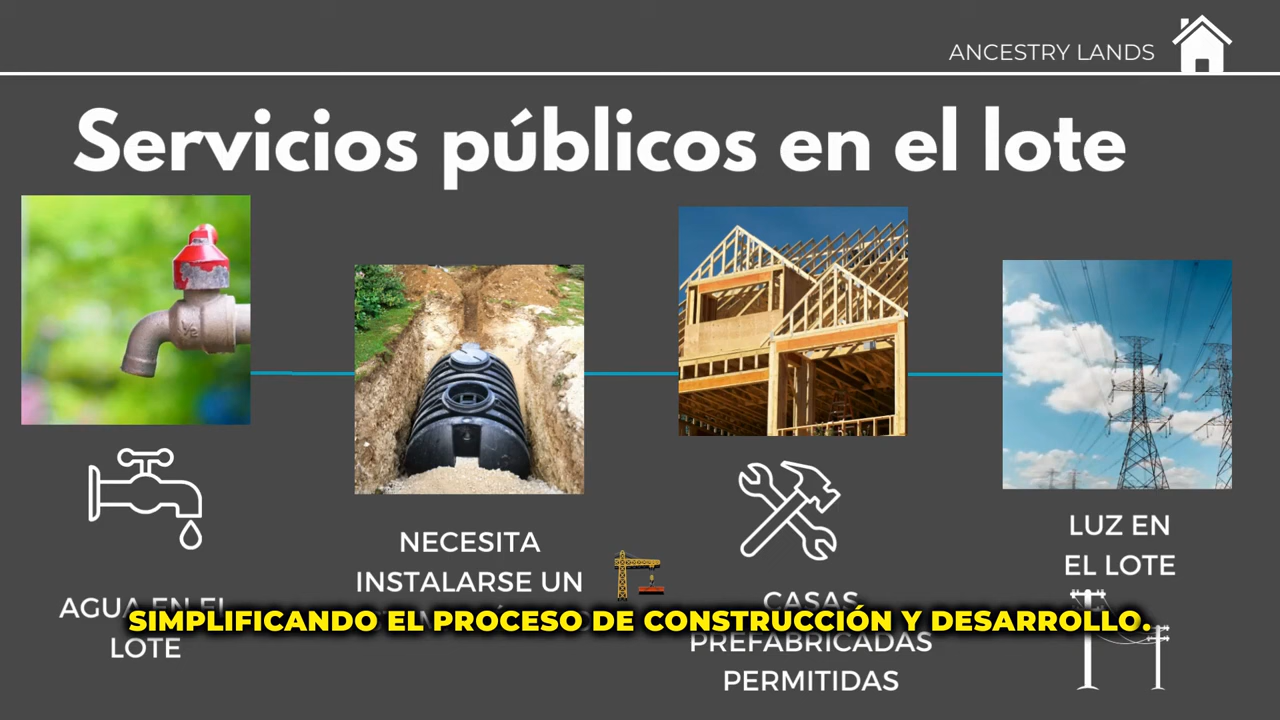 ANCESTRY LANDS
Servicios públicos en el lote
AGUA EN EL
LOTE
NECESITA
INSTALARSE UN
CASAS
PREFABRICADAS
PERMITIDAS
LUZ EN
EL LOTE
SIMPLIFICANDO EL PROCESO DE CONSTRUCCIÓN Y DESARROLLO.